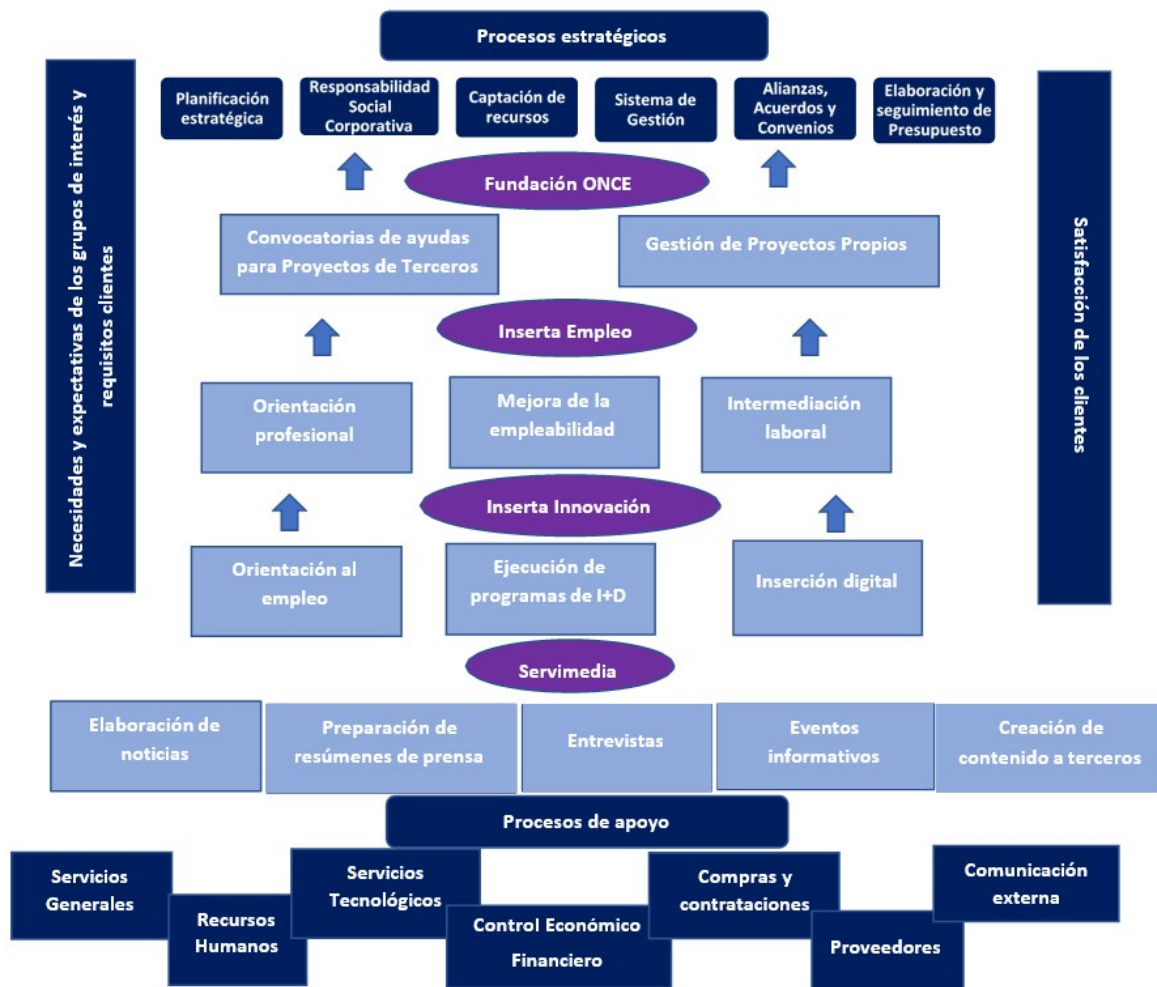 Procesos estratégicos
Necesidades y expectativas de los grupos de interés y
requisitos clientes
Planificación
estratégica
Responsabilidad
Social
Corporativa
Captación de
recursos
Sistema de
Gestión
Alianzas,
Acuerdos y
Convenios
Elaboración y
seguimiento de
Presupuesto
Satisfacción de los clientes
Fundación ONCE
Convocatorias de ayudas
para Proyectos de Terceros
Gestión de Proyectos Propios
Inserta Empleo
Orientación
profesional
Mejora de la
empleabilidad
Intermediación
laboral
Inserta Innovación
Orientación al
empleo
Ejecución de
programas de I+D
Inserción digital
Servimedia
Elaboración de
noticias
Preparación de
resúmenes de prensa
Entrevistas
Eventos
informativos
Creación de
contenido a terceros
Procesos de apoyo
Servicios
Generales
Recursos
Humanos
Servicios
Tecnológicos
Control Económico
Financiero
Compras y
contrataciones
Proveedores
Comunicación
externa